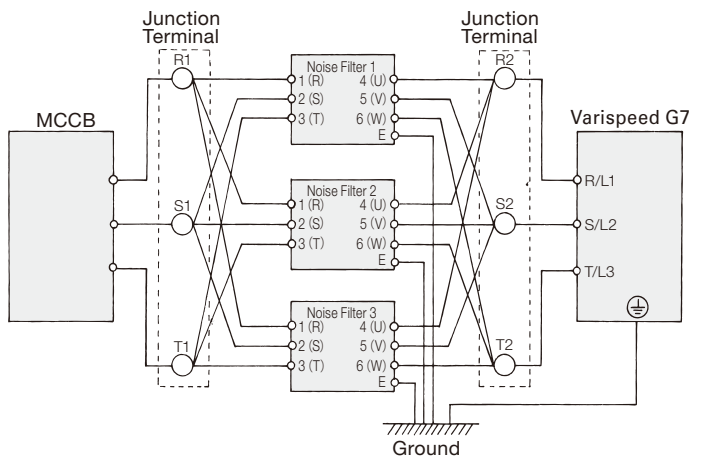 Junction
Terminal
Junction
Terminal
MCCB
R1
S1
T1
Noise Filter 1
1 (R) 4 (U)
2 (S) 5 (V)
3 (T) 6 (W)
E
Noise Filter 2
1 (R) 4 (U)
2 (S) 5 (V)
3 (T) 6 (W)
E
Noise Filter 3
1 (R) 4 (U)
2 (S) 5 (V)
3 (T) 6 (W)
E
R2
S2
T2
Varispeed G7
R/L1
S/L2
T/L3
Ground